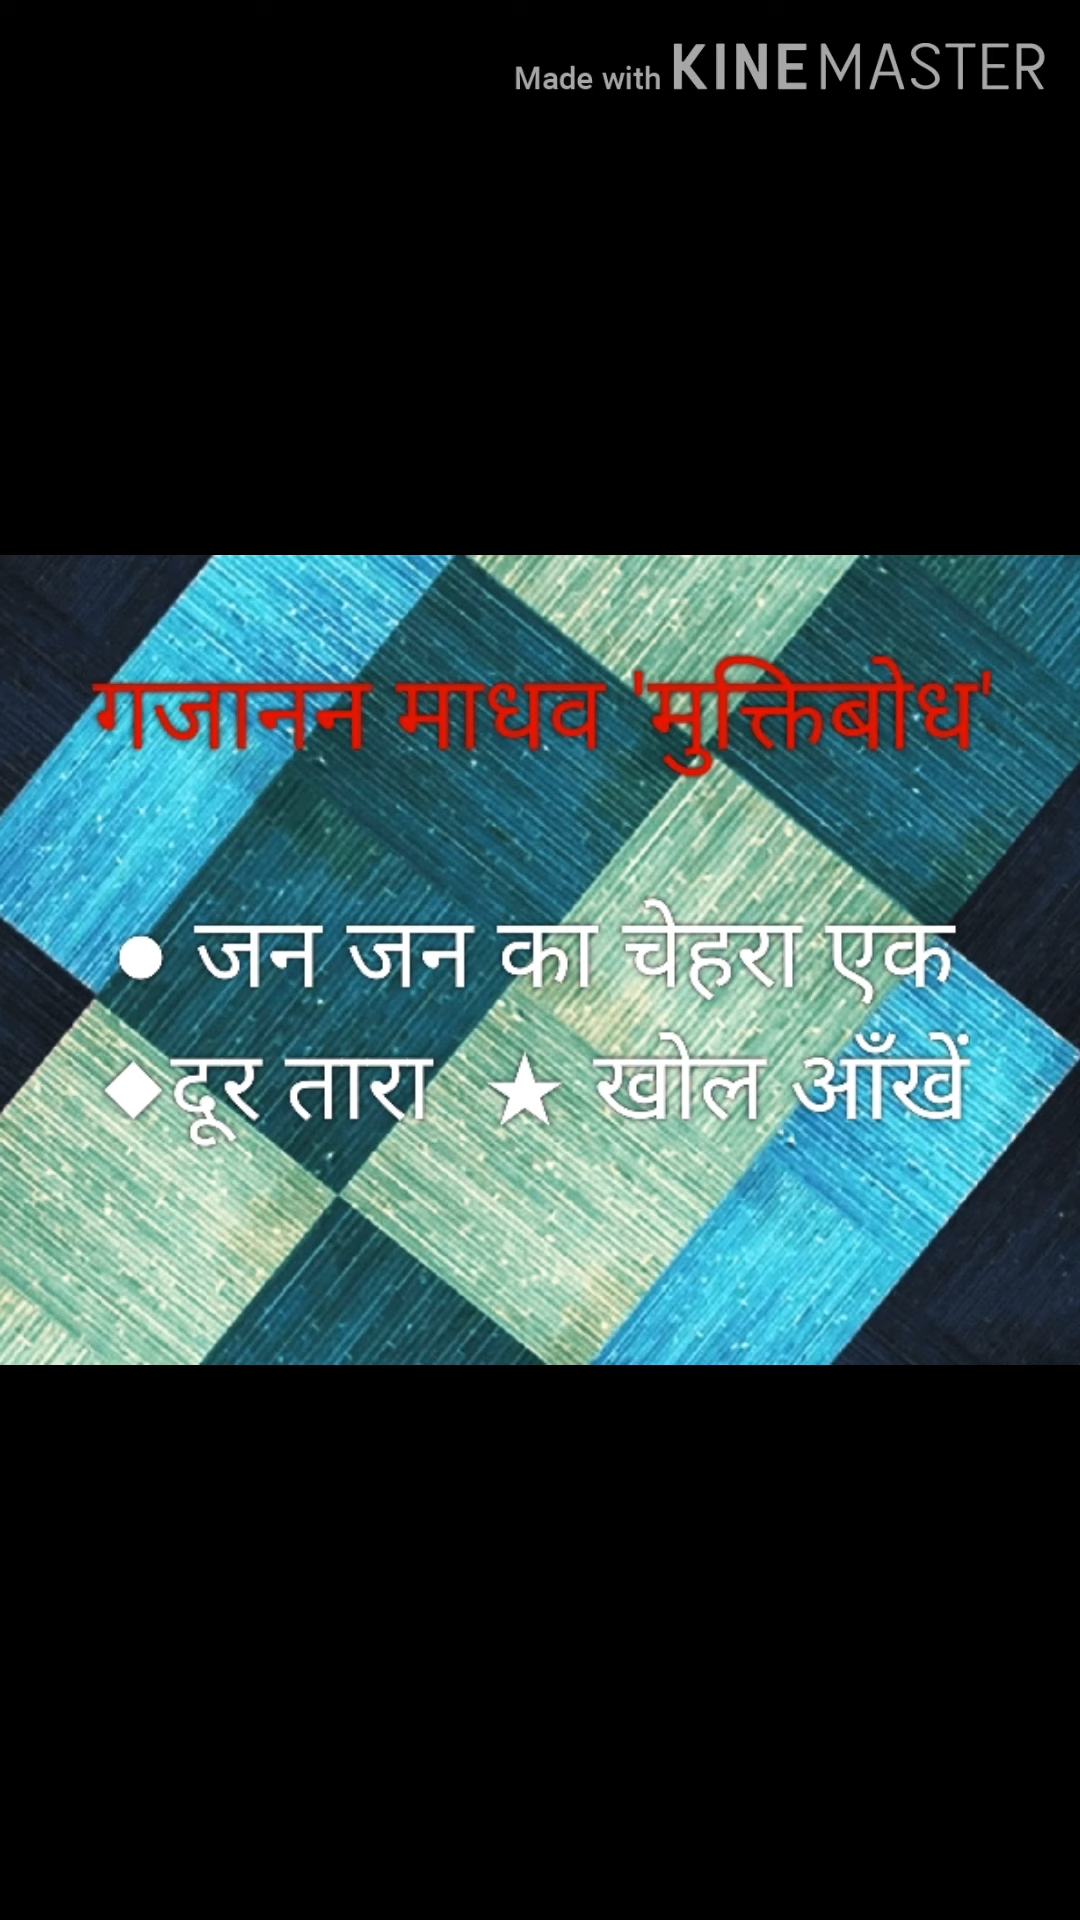 Made with KINEMASTER
गजानन माधव 'मुक्तिबोध'
● जन जन का चेहरा एक
◆दूर तारा ★ खोल आँखें